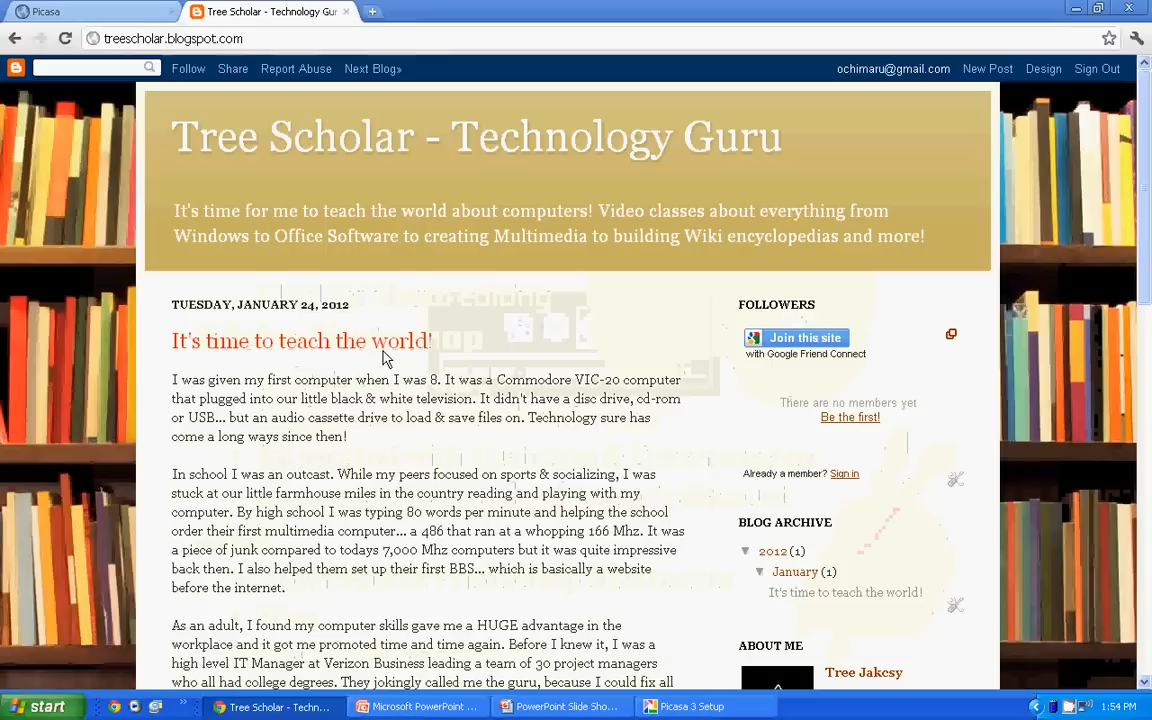 Picasa
Tree Scholar - Technology Gur
treescholar.blogspot.com
Follow Share Report Abuse Next Blog»
ochimaru@gmail.com New Post Design Sign Out
Tree Scholar - Technology Guru
It's time for me to teach the world about computers! Video classes about everything from
Windows to Office Software to creating Multimedia to building Wiki encyclopedias and more!
TUESDAY, JANUARY 24, 2012
It's time to teach the world!
I was given my first computer when I was 8. It was a Commodore VIC-20 computer
that plugged into our little black & white television. It didn't have a disc drive, cd-rom
or USB... but an audio cassette drive to load & save files on. Technology sure has
come a long ways since then!
In school I was an outcast. While my peers focused on sports & socializing, I was
stuck at our little farmhouse miles in the country reading and playing with my
computer. By high school I was typing 80 words per minute and helping the school
order their first multimedia computer... a 486 that ran at a whopping 166 Mhz. It was
a piece of junk compared to todays 7,000 Mhz computers but it was quite impressive
back then. I also helped them set up their first BBS... which is basically a website
before the internet.
As an adult, I found my computer skills gave me a HUGE advantage in the
workplace and it got me promoted time and time again. Before I knew it, I was a
high level IT Manager at Verizon Business leading a team of 30 project managers
who all had college degrees. They jokingly called me the guru, because I could fix all
FOLLOWERS
Join this site
with Google Friend Connect
There are no members yet
Be the first!
Already a member? Sign in
BLOG ARCHIVE
▼ 2012 (1)
▼ January (1)
It's time to teach the world!
ABOUT ME
Tree Jakcsy
start
Tree Scholar - Techn...
Microsoft PowerPoint ...
PowerPoint Slide Sho...
Picasa 3 Setup
1:54 PM